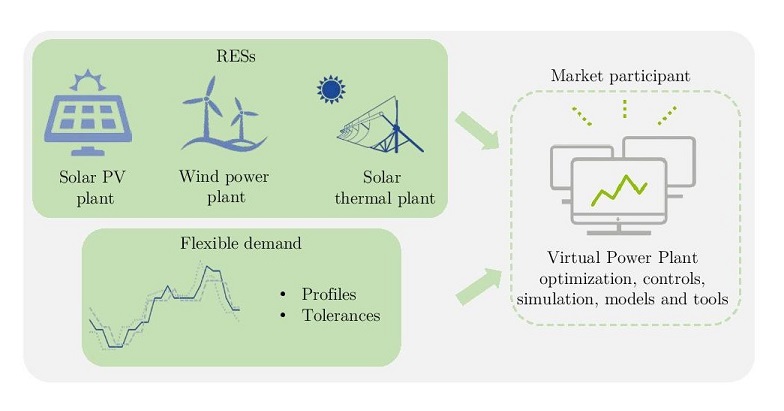 RESs
Solar PV
plant
Wind power
plant
Solar
thermal plant
Flexible demand
• Profiles
• Tolerances
Market participant
Virtual Power Plant
optimization, controls,
simulation, models and tools